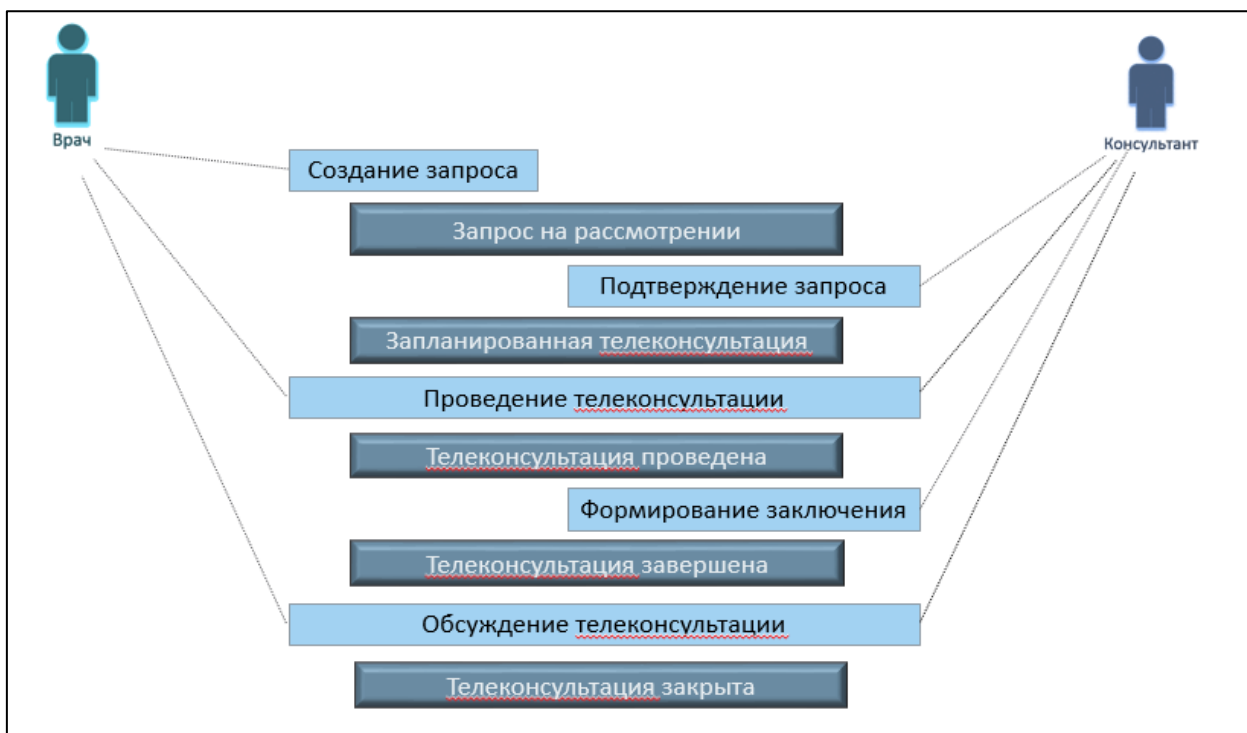 Врач
Консультант
Создание запроса
Запрос на рассмотрении
Подтверждение запроса
Запланированная телеконсультация
Проведение телеконсультации
Телеконсультация проведена
Формирование заключения
Телеконсультация завершена
Обсуждение телеконсультации
Телеконсультация закрыта